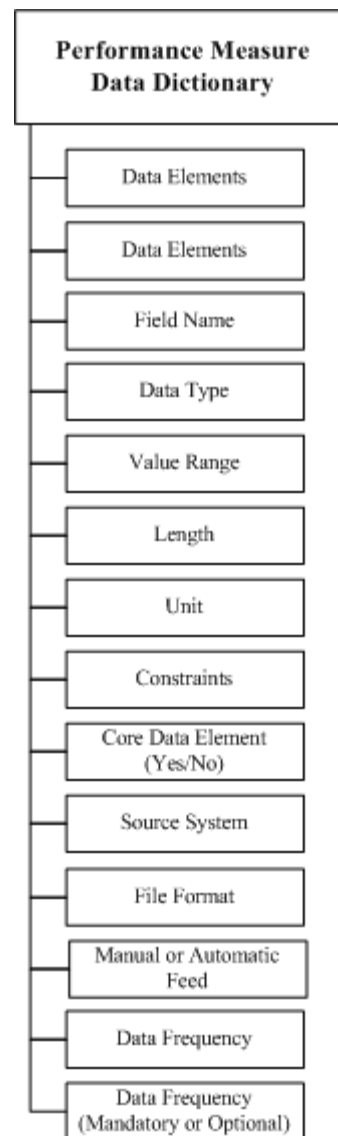 Performance Measure
Data Dictionary
Data Elements
Data Elements
Field Name
Data Type
Value Range
Length
Unit
Constraints
Core Data Element
(Yes/No)
Source System
File Format
Manual or Automatic
Feed
Data Frequency
Data Frequency
(Mandatory or Optional)